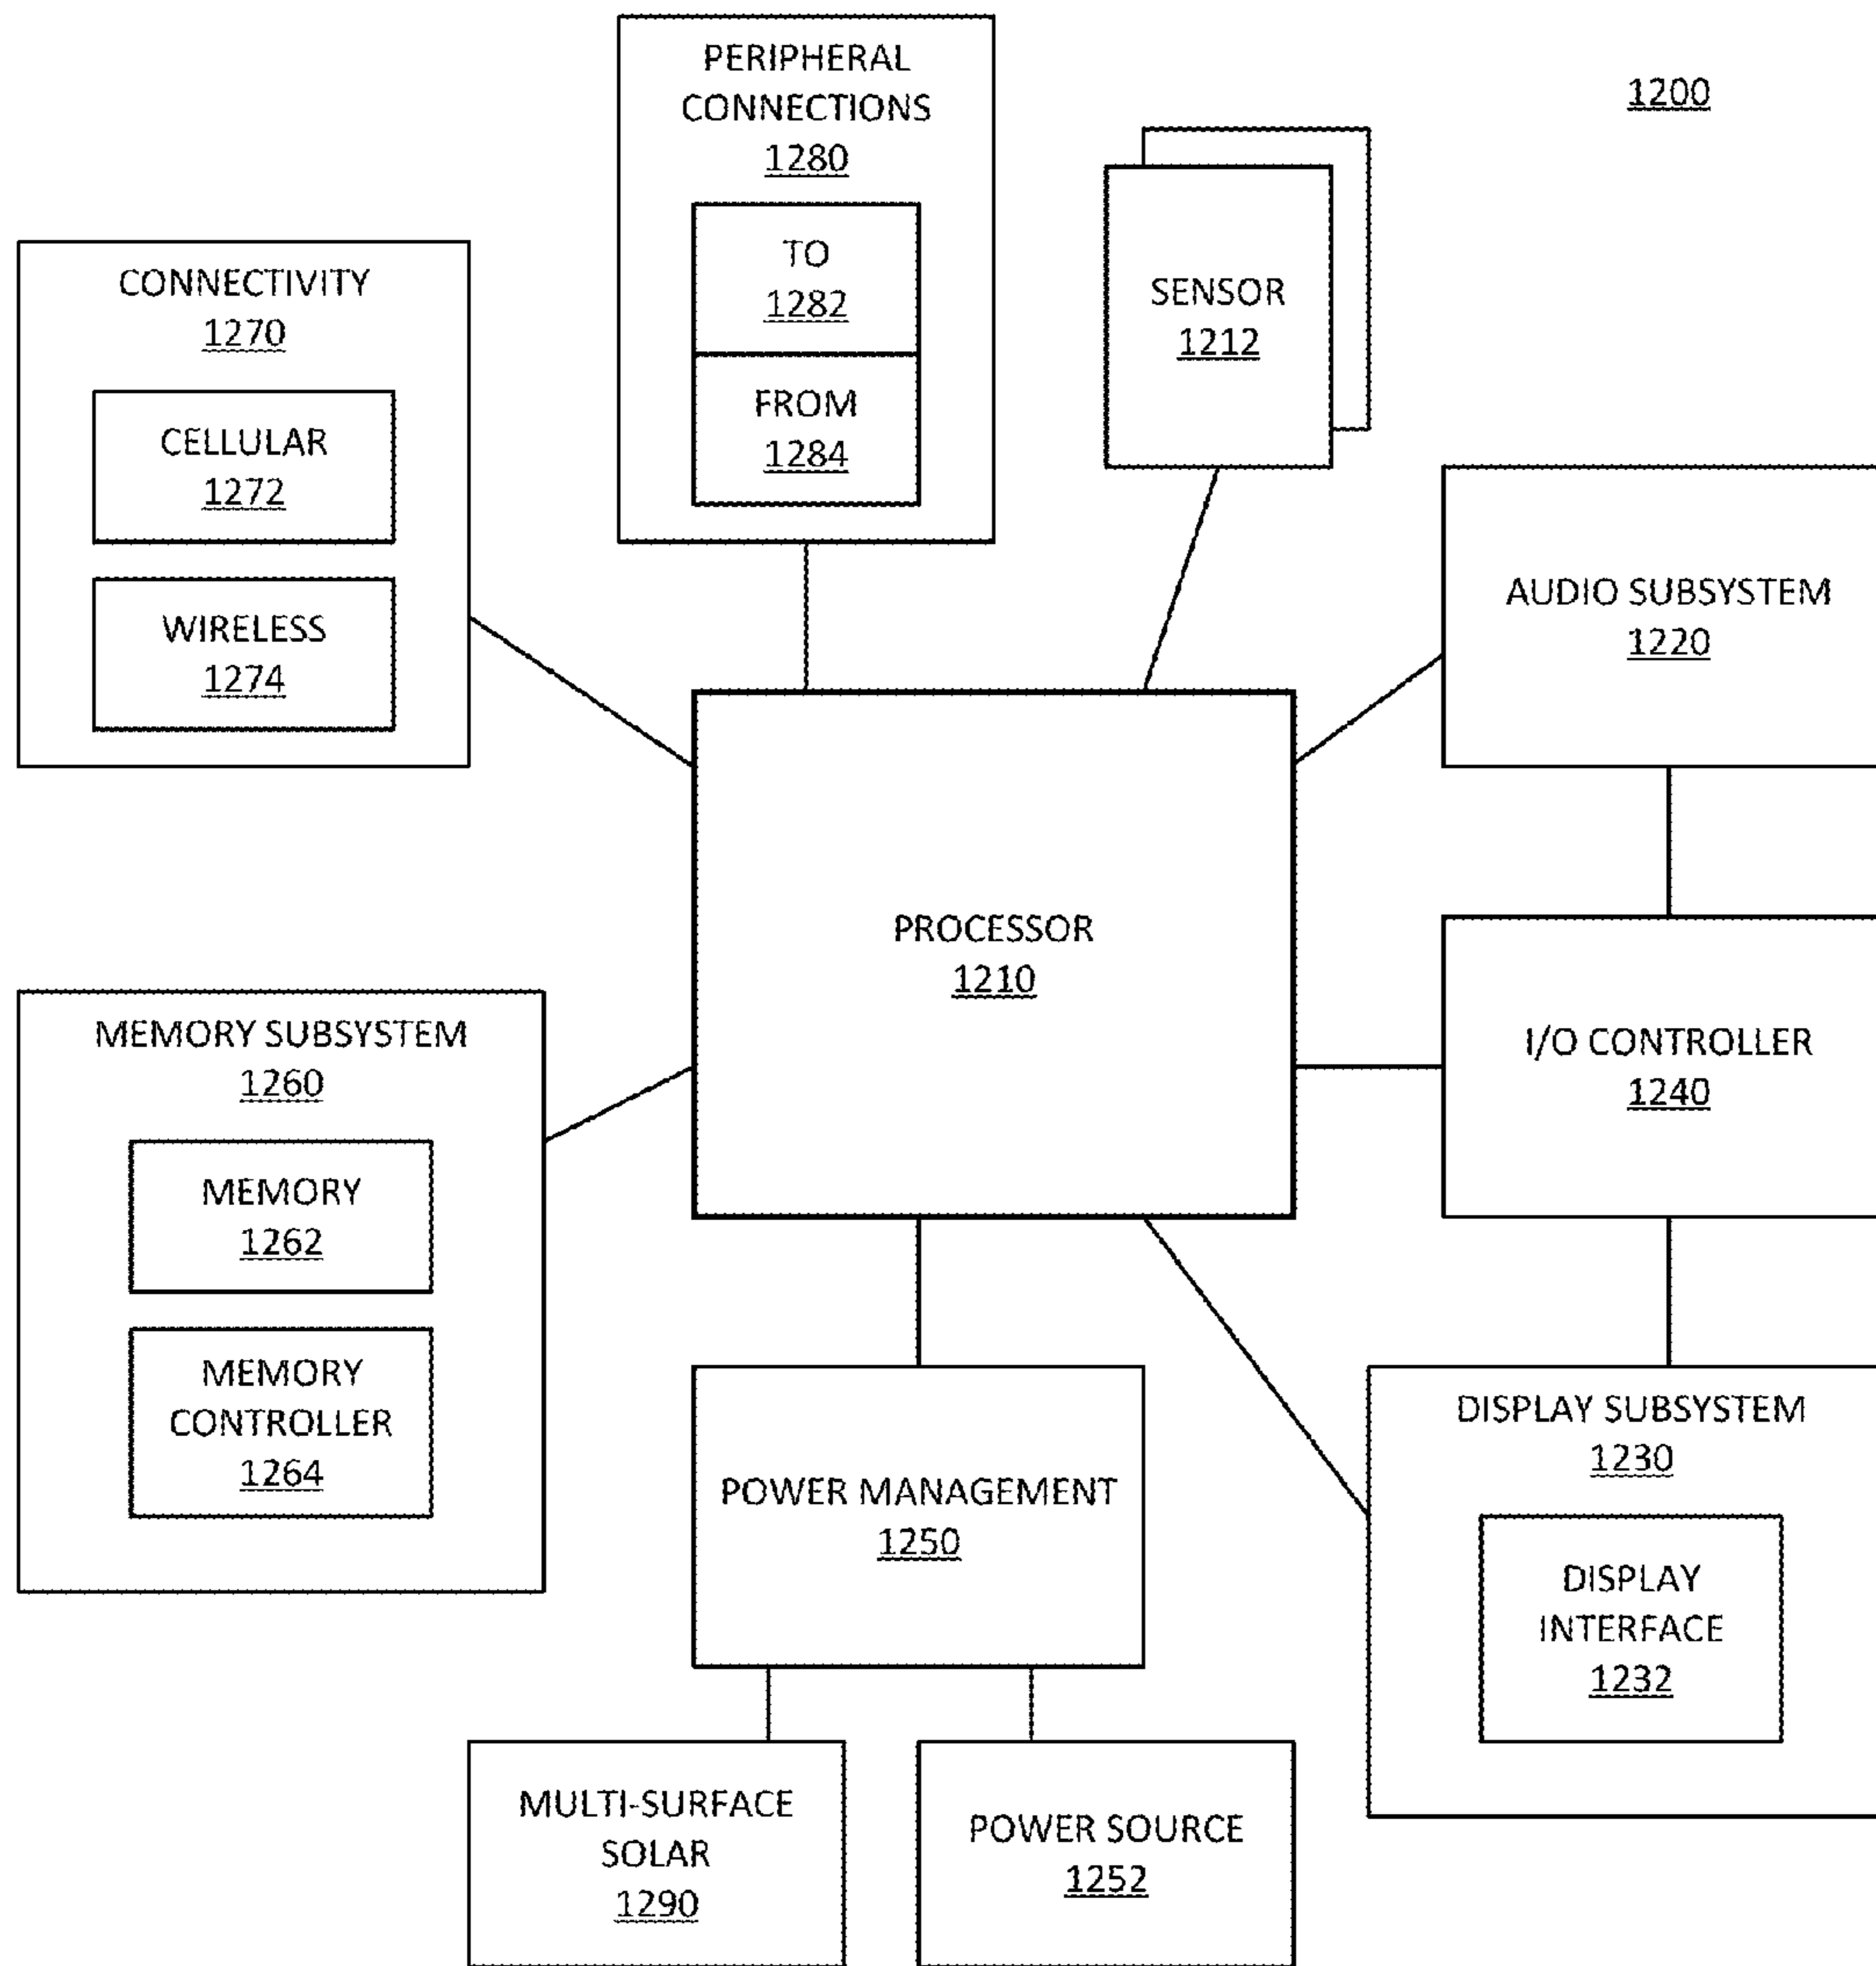 PERIPHERAL
CONNECTIONS
1280
TO
1282
FROM
1284
1200
SENSOR
1212
CONNECTIVITY
1270
CELLULAR
1272
WIRELESS
1274
AUDIO SUBSYSTEM
1220
PROCESSOR
1210
I/O CONTROLLER
1240
MEMORY SUBSYSTEM
1260
MEMORY
1262
MEMORY
CONTROLLER
1264
POWER MANAGEMENT
1250
DISPLAY SUBSYSTEM
1230
DISPLAY
INTERFACE
1232
MULTI-SURFACE
SOLAR
1290
POWER SOURCE
1252